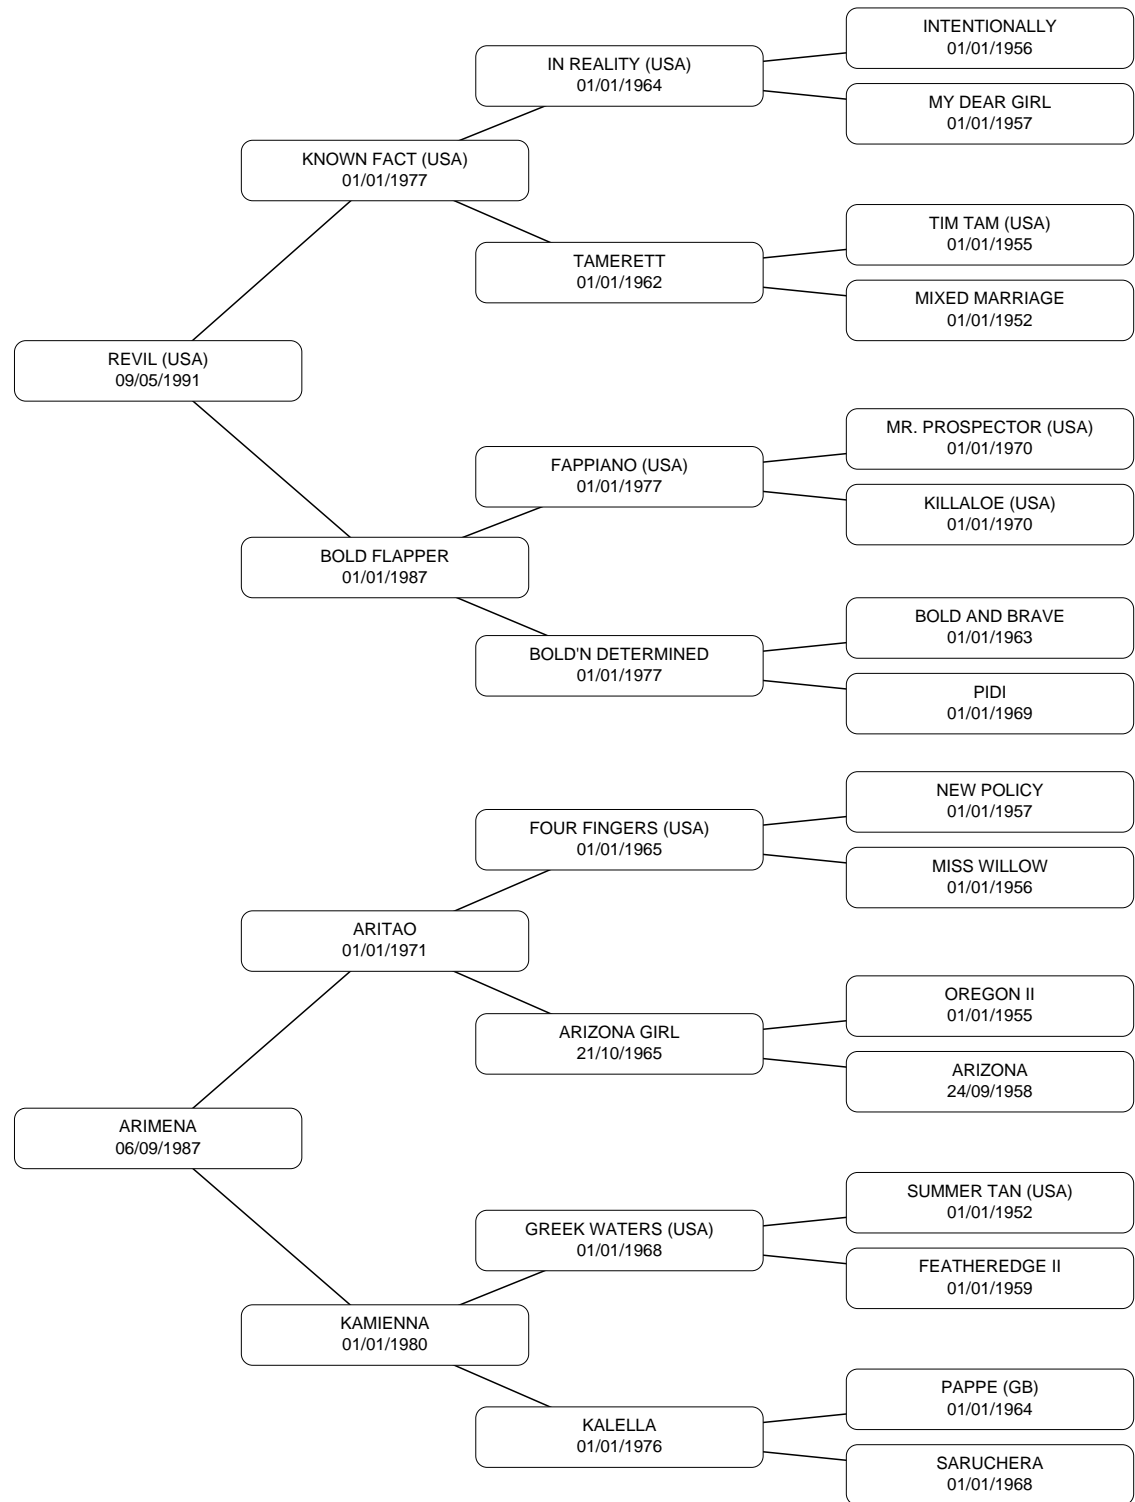 INTENTIONALLY
01/01/1956
IN REALITY (USA)
01/01/1964
MY DEAR GIRL
01/01/1957
KNOWN FACT (USA)
01/01/1977
TIM TAM (USA)
01/01/1955
TAMERETT
01/01/1962
MIXED MARRIAGE
01/01/1952
REVIL (USA)
09/05/1991
MR. PROSPECTOR (USA)
01/01/1970
FAPPIANO (USA)
01/01/1977
KILLALOE (USA)
01/01/1970
BOLD FLAPPER
01/01/1987
BOLD AND BRAVE
01/01/1963
BOLD'N DETERMINED
01/01/1977
PIDI
01/01/1969
NEW POLICY
01/01/1957
FOUR FINGERS (USA)
01/01/1965
MISS WILLOW
01/01/1956
ARITAO
01/01/1971
OREGON II
01/01/1955
ARIZONA GIRL
21/10/1965
ARIZONA
24/09/1958
ARIMENA
06/09/1987
SUMMER TAN (USA)
01/01/1952
GREEK WATERS (USA)
01/01/1968
FEATHEREDGE II
01/01/1959
KAMIENNA
01/01/1980
PAPPE (GB)
01/01/1964
KALELLA
01/01/1976
SARUCHERA
01/01/1968